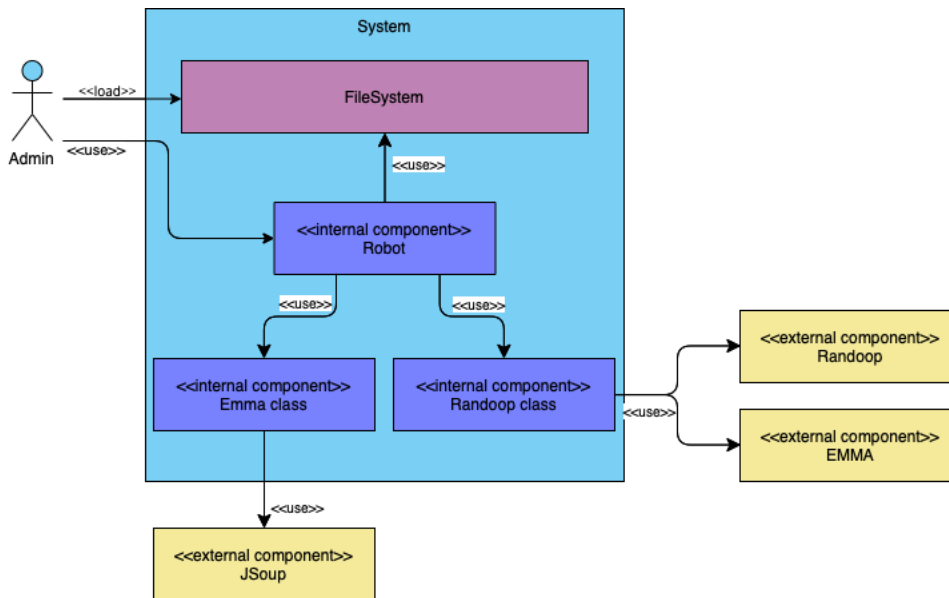 System
<<load>>
FileSystem
Admin
<<use>>
<<use>>
<<internal component>>
Robot
<<use>>
<<use>>
<<internal component>>
Emma class
<<internal component>>
Randoop class
<<use>>
<<external component>>
Randoop
<<external component>>
EMMA
<<use>>
<<external component>>
JSoup